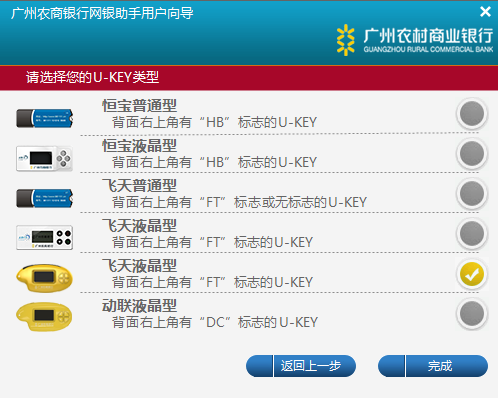 广州农商银行网银助手用户向导
广州农村商业银行
GUANGZHOU RURAL COMMERCIAL BANK
请选择您的U-KEY类型
恒宝普通型
背面右上角有“HB”标志的U-KEY
恒宝液晶型
背面右上角有“HB”标志的U-KEY
飞天普通型
背面右上角有“FT”标志或无标志的U-KEY
飞天液晶型
背面右上角有“FT”标志的U-KEY
飞天液晶型
背面右上角有“FT”标志的U-KEY
动联液晶型
背面右上角有“DC”标志的U-KEY
返回上一步
完成